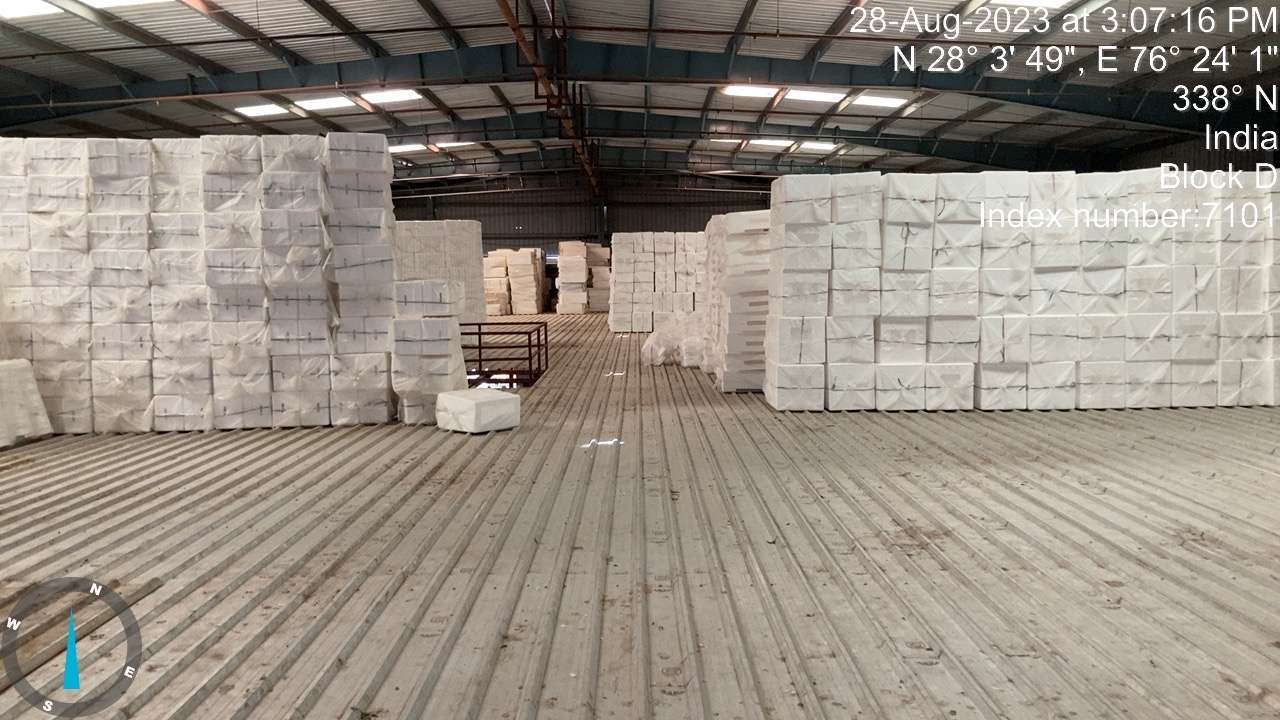 28-Aug-2023 at 3:07:16 PM
N 28° 3' 49", E 76° 24' 1"
338° N
India
Block D
Index number:7101
N
W
E
S